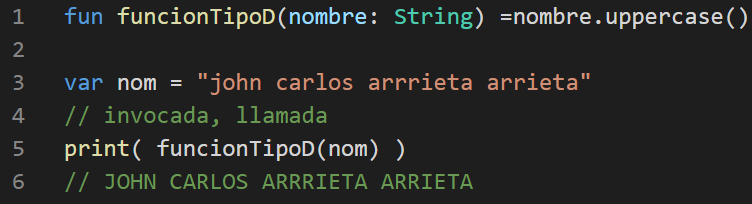 1 fun funcionTipoD(nombre: String) =nombre.uppercase()
2
3 var nom = "john carlos arrrieta arrieta"
4 // invocada, llamada
5 print( funcionTipoD(nom) )
6 // JOHN CARLOS ARRRIETA ARRIETA